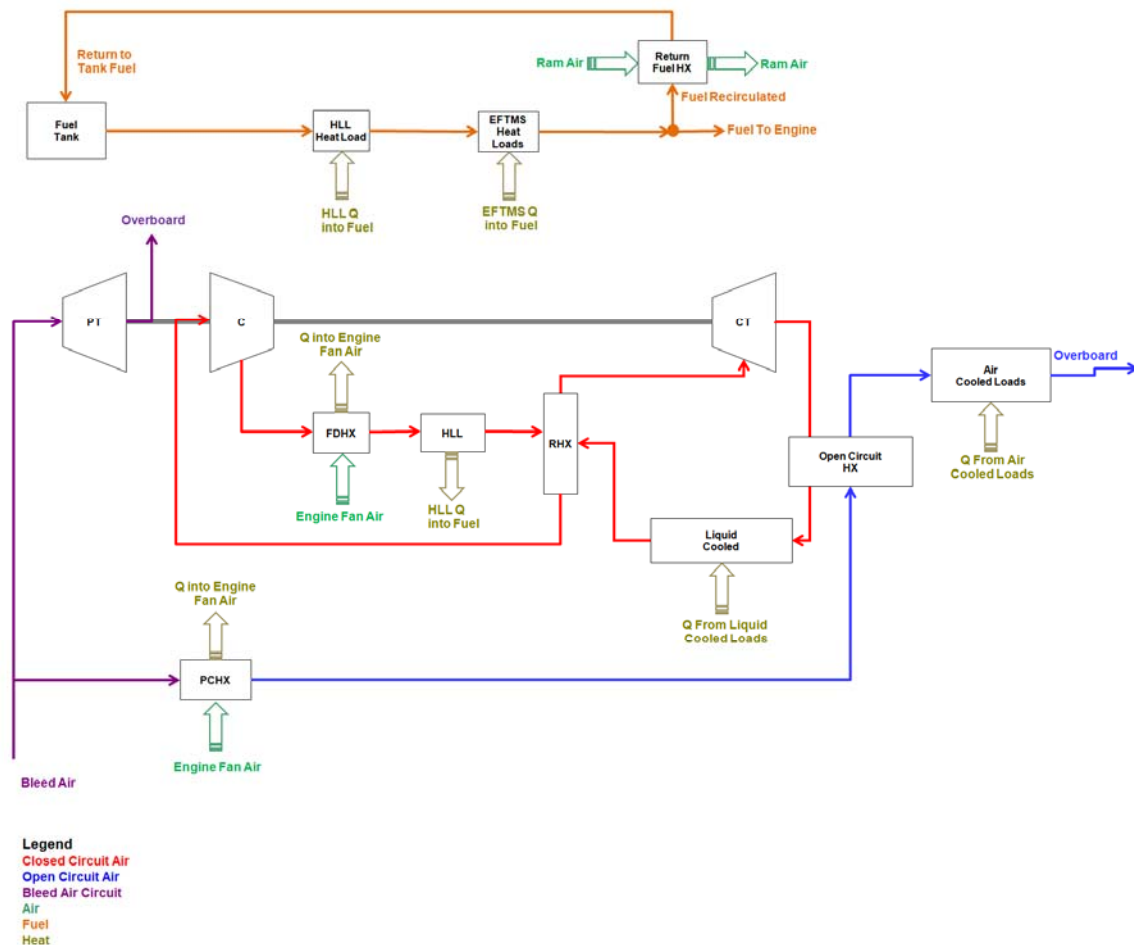 Return to
Tank Fuel
Ram Air
Return
Fuel HX
Ram Air
Fuel Recirculated
Fuel
Tank
HLL
Heat Load
EFTMS
Heat
Loads
Fuel To Engine
HLL Q
into Fuel
EFTMS Q
into Fuel
Overboard
PT
C
CT
Q into Engine
Fan Air
Air
Cooled Loads
Overboard
FDHX
HLL
RHX
Open Circuit
HX
Q From Air
Cooled Loads
Engine Fan Air
HLL Q
into Fuel
Liquid
Cooled
Q into Engine
Fan Air
Q From Liquid
Cooled Loads
PCHX
Engine Fan Air
Bleed Air
Legend
Closed Circuit Air
Open Circuit Air
Bleed Air Circuit
Air
Fuel
Heat